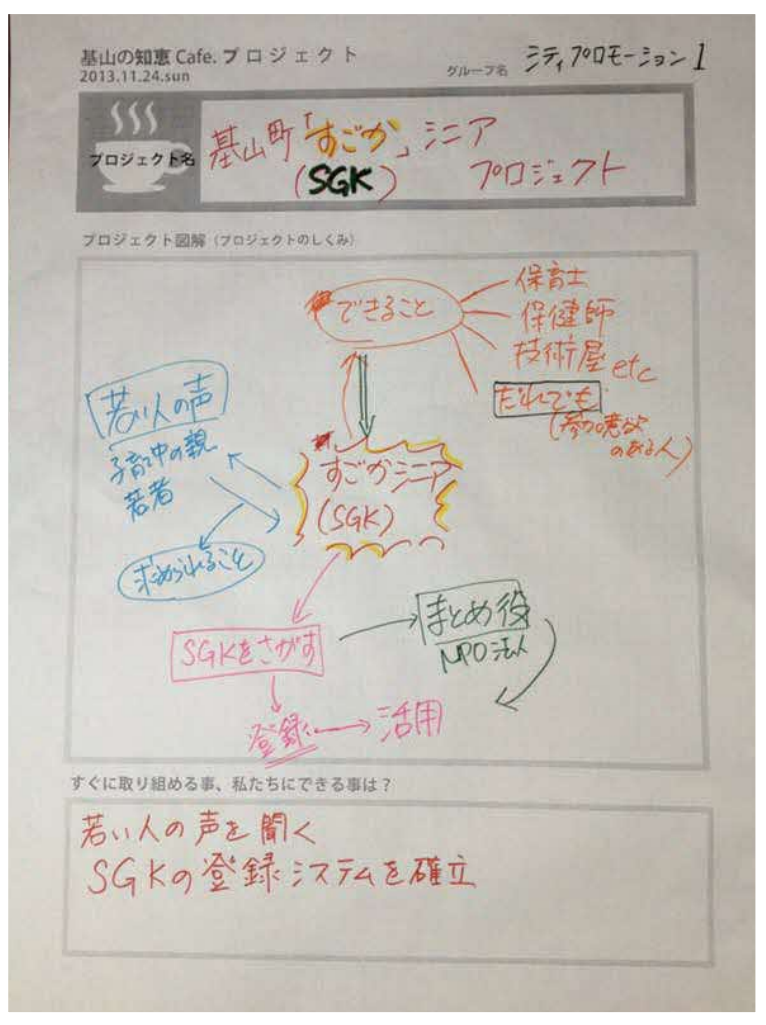 基山の知恵 Cafe. プロジェクト
2013.11.24.sun
グループ名 シティプロモーション1
プロジェクト名
基山町「すごか」シニア
(SGK) プロジェクト
プロジェクト図解（プロジェクトのしくみ）
できること
保育士
保健師
技術屋 etc
だれでも
(参加意欲
のある人)
若い人の声
子育て中の親
若者
求められること
すごかシニア
(SGK)
SGKをさがす
まとめ役
NPO法人
登録
活用
すぐに取り組める事、私たちにできる事は？
若い人の声を聞く
SGKの登録システムを確立